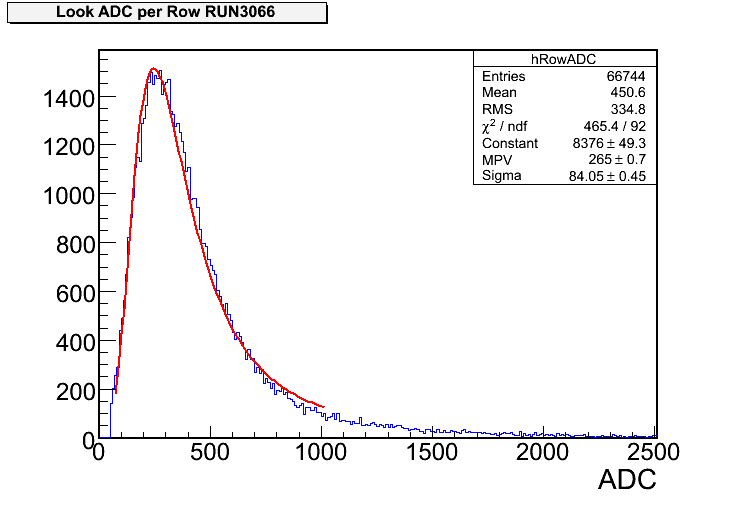 Look ADC per Row RUN3066
hRowADC
Entries 66744
Mean 450.6
RMS 334.8
χ² / ndf 465.4 / 92
Constant 8376 ± 49.3
MPV 265 ± 0.7
Sigma 84.05 ± 0.45
1400
1200
1000
800
600
400
200
0
0 500 1000 1500 2000 2500
ADC